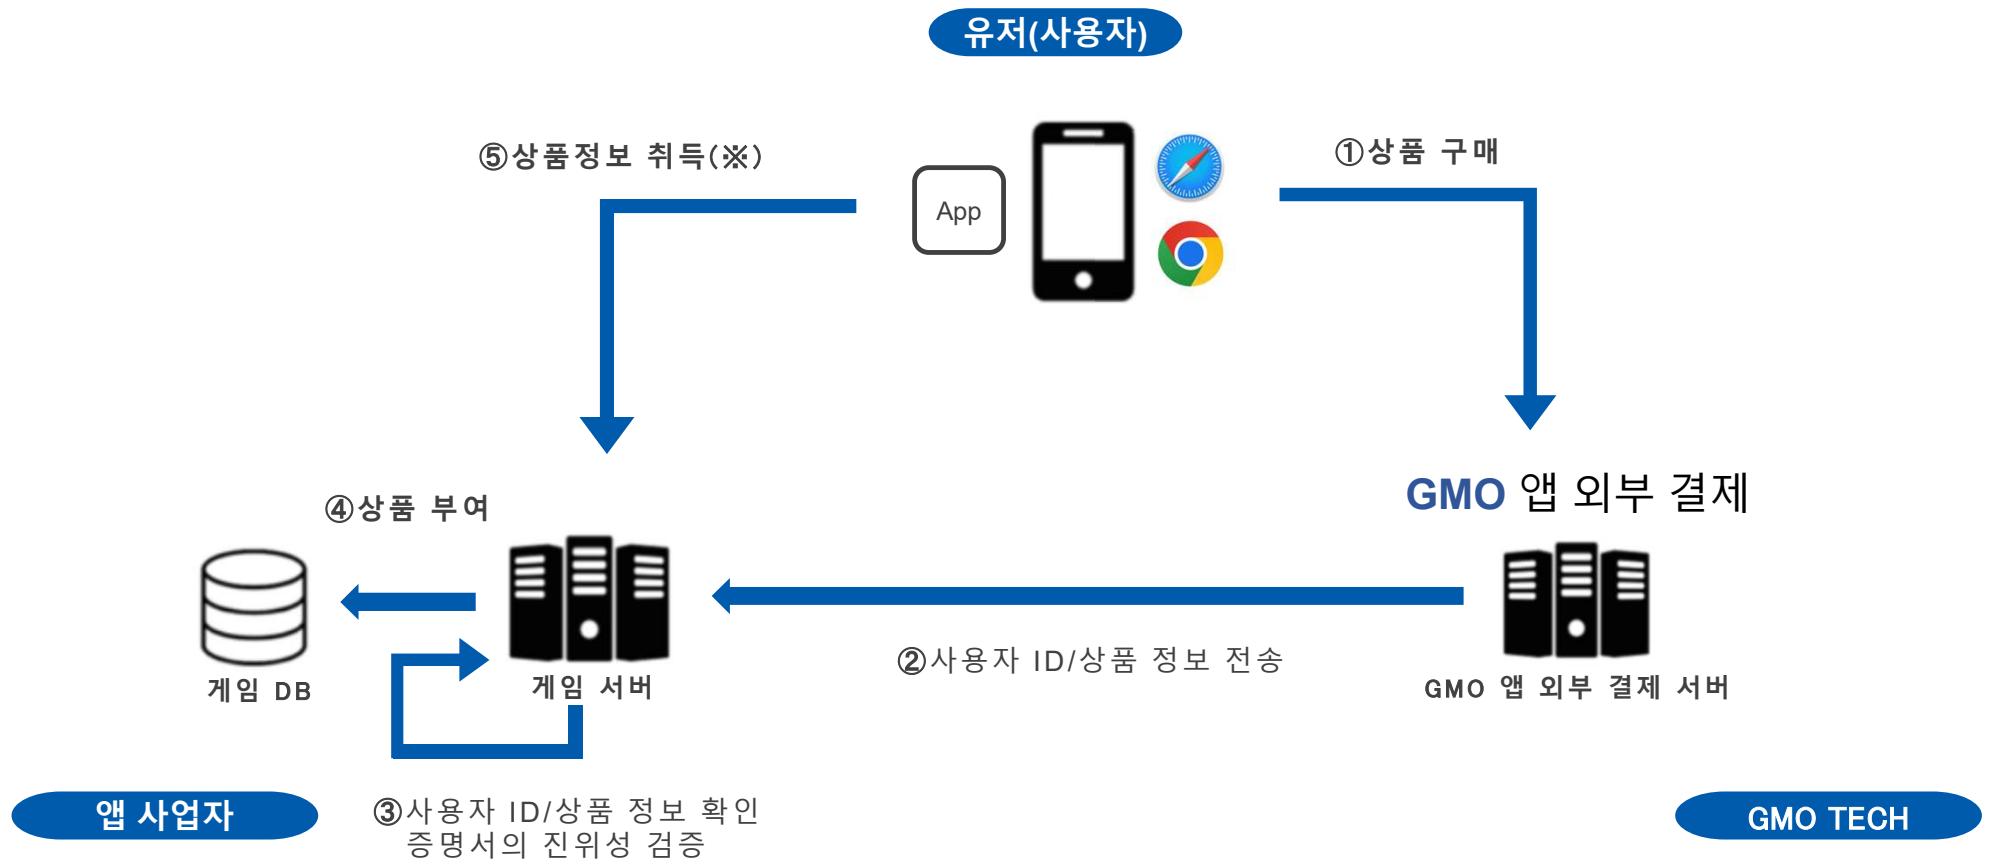 유저(사용자)
⑤상품정보 취득(※)
①상품 구매
App
GMO 앱 외부 결제
④상품 부여
②사용자 ID/상품 정보 전송
게임 DB
게임 서버
GMO 앱 외부 결제 서버
앱 사업자
③사용자 ID/상품 정보 확인
증명서의 진위성 검증
GMO TECH